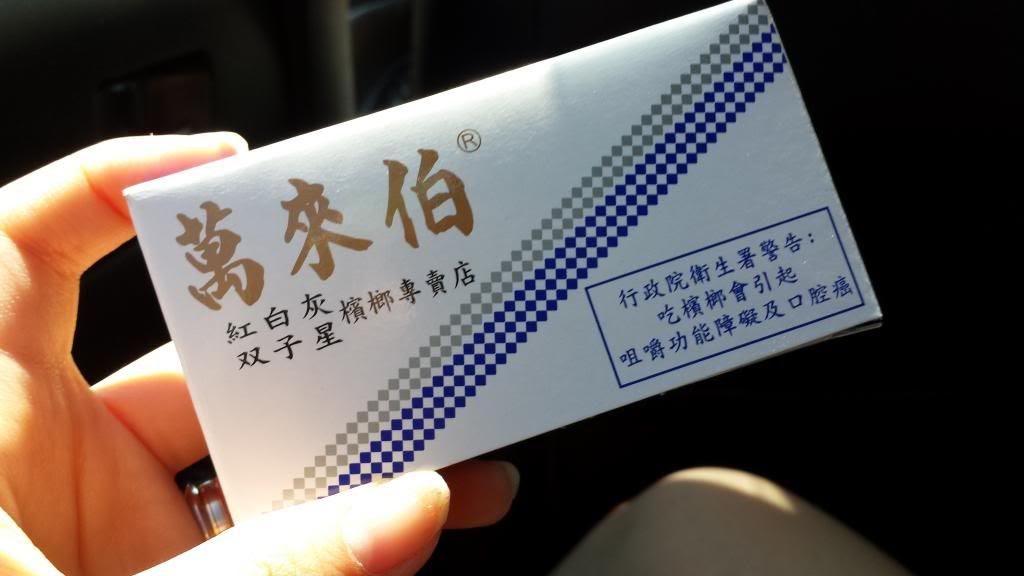 萬來伯®
紅白灰
双子星
檳榔專賣店
行政院衛生署警告:
吃檳榔會引起
咀嚼功能障礙及口腔癌